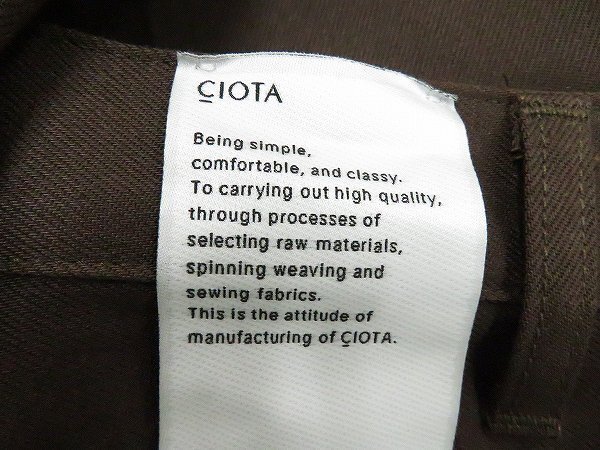 ÇIOTA
Being simple,
comfortable, and classy.
To carrying out high quality,
through processes of
selecting raw materials,
spinning weaving and
sewing fabrics.
This is the attitude of
manufacturing of ÇIOTA.